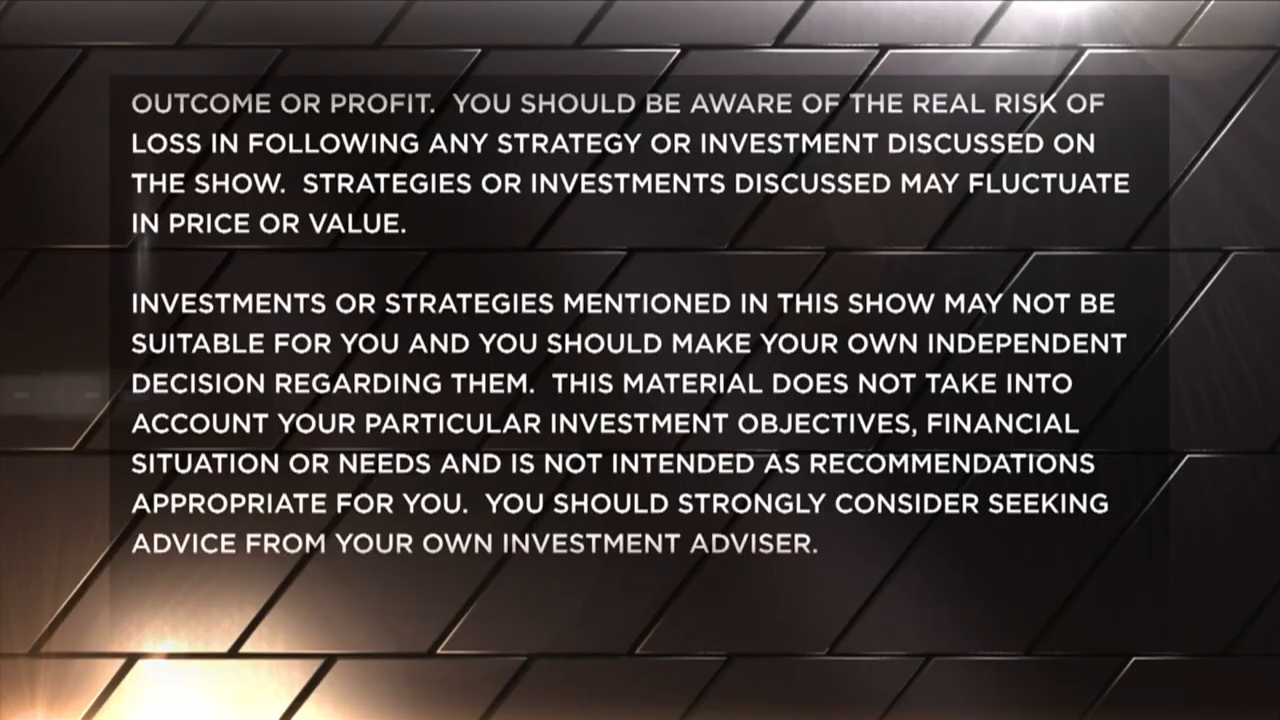 OUTCOME OR PROFIT.  YOU SHOULD BE AWARE OF THE REAL RISK OF
LOSS IN FOLLOWING ANY STRATEGY OR INVESTMENT DISCUSSED ON
THE SHOW.  STRATEGIES OR INVESTMENTS DISCUSSED MAY FLUCTUATE
IN PRICE OR VALUE.
INVESTMENTS OR STRATEGIES MENTIONED IN THIS SHOW MAY NOT BE
SUITABLE FOR YOU AND YOU SHOULD MAKE YOUR OWN INDEPENDENT
DECISION REGARDING THEM.  THIS MATERIAL DOES NOT TAKE INTO
ACCOUNT YOUR PARTICULAR INVESTMENT OBJECTIVES, FINANCIAL
SITUATION OR NEEDS AND IS NOT INTENDED AS RECOMMENDATIONS
APPROPRIATE FOR YOU.  YOU SHOULD STRONGLY CONSIDER SEEKING
ADVICE FROM YOUR OWN INVESTMENT ADVISER.